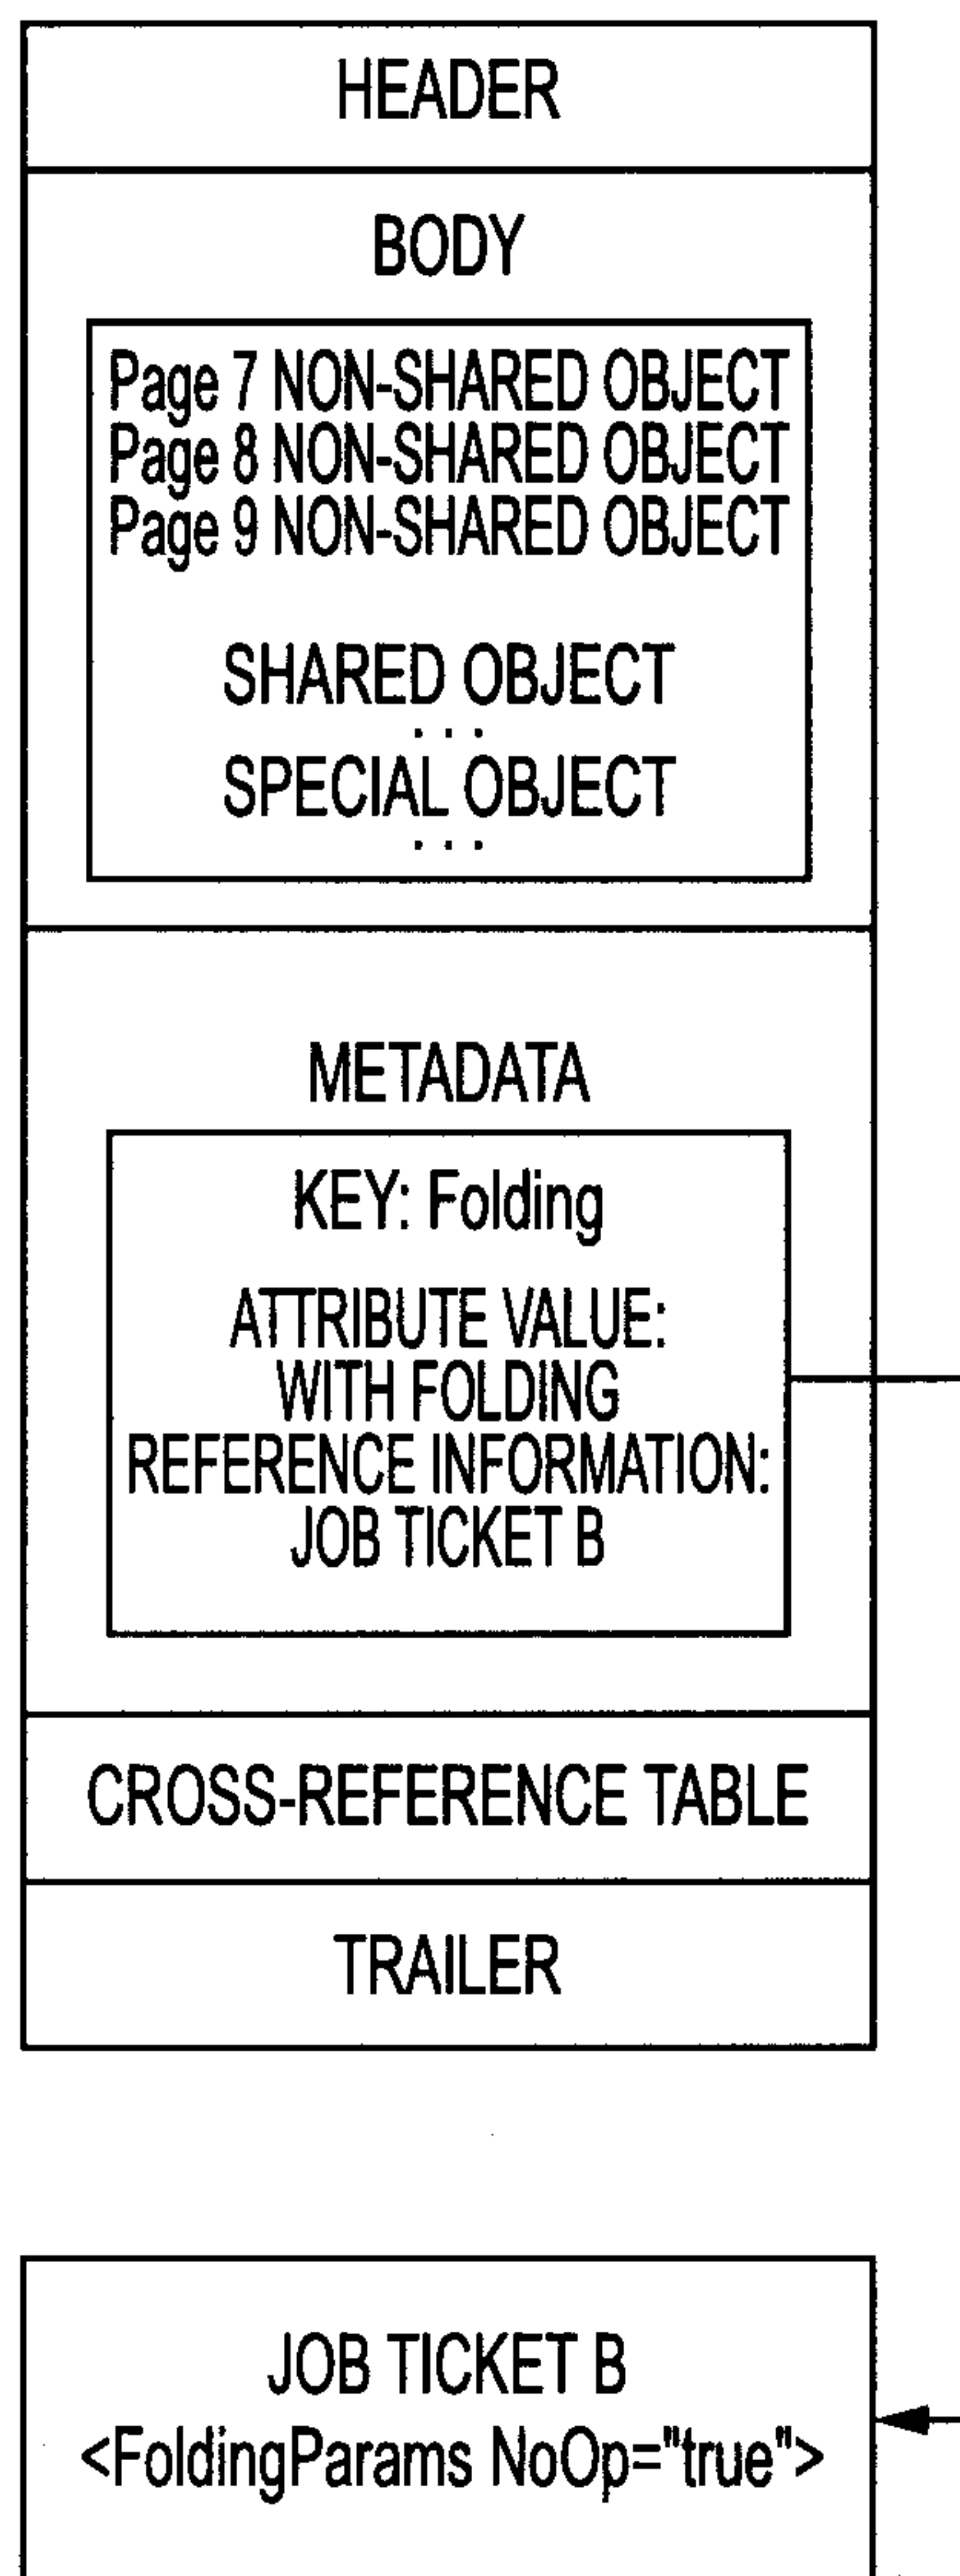 HEADER
BODY
Page 7 NON-SHARED OBJECT
Page 8 NON-SHARED OBJECT
Page 9 NON-SHARED OBJECT
SHARED OBJECT
...
SPECIAL OBJECT
...
METADATA
KEY: Folding
ATTRIBUTE VALUE:
WITH FOLDING
REFERENCE INFORMATION:
JOB TICKET B
CROSS-REFERENCE TABLE
TRAILER
JOB TICKET B
<FoldingParams NoOp="true">